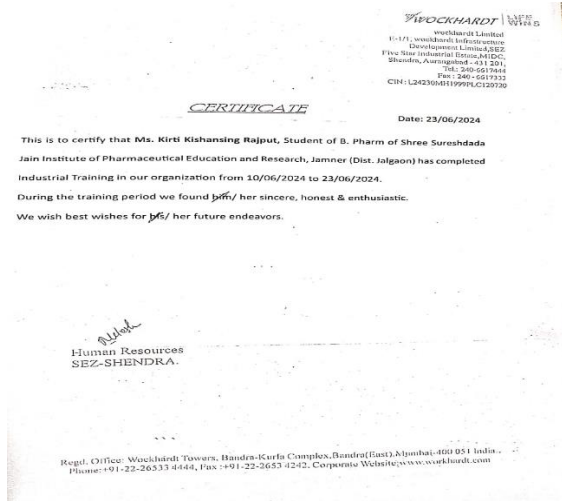 WOCKHARDT | LIFE WINS
wockhardt Limited
E-1/1, wockhardt Infrastructure
Development Limited,SEZ
Five Star Industrial Estate,MIDC,
Shendra, Aurangabad - 431 201,
Tel.: 240-6617444
Fax : 240 - 6617333
CIN : L24230MH1999PLC120720
CERTIFICATE
Date: 23/06/2024
This is to certify that Ms. Kirti Kishansing Rajput, Student of B. Pharm of Shree Sureshdada
Jain Institute of Pharmaceutical Education and Research, Jamner (Dist. Jalgaon) has completed
Industrial Training in our organization from 10/06/2024 to 23/06/2024.
During the training period we found him/ her sincere, honest & enthusiastic.
We wish best wishes for his/ her future endeavors.
Human Resources
SEZ-SHENDRA.
Regd. Office: Wockhardt Towers, Bandra-Kurla Complex,Bandra(East).Mumbai-400 051 India.,
Phone:+91-22-26533 4444, Fax :+91-22-2653 4242. Corporate Website;www.workhardt.com